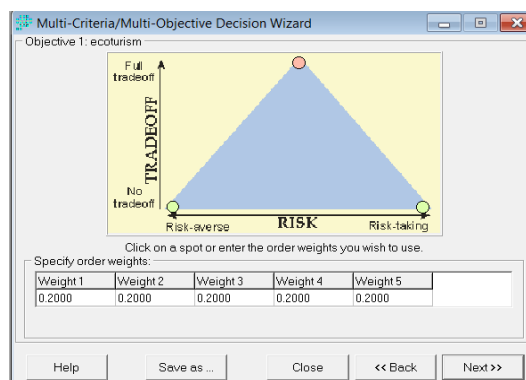 Multi-Criteria/Multi-Objective Decision Wizard
Objective 1: ecoturism
Full
tradeoff
TRADEOFF
No
tradeoff
Risk-averse RISK Risk-taking
Click on a spot or enter the order weights you wish to use.
Specify order weights:
Weight 1 Weight 2 Weight 3 Weight 4 Weight 5
0.2000 0.2000 0.2000 0.2000 0.2000
Help Save as ... Close << Back Next >>